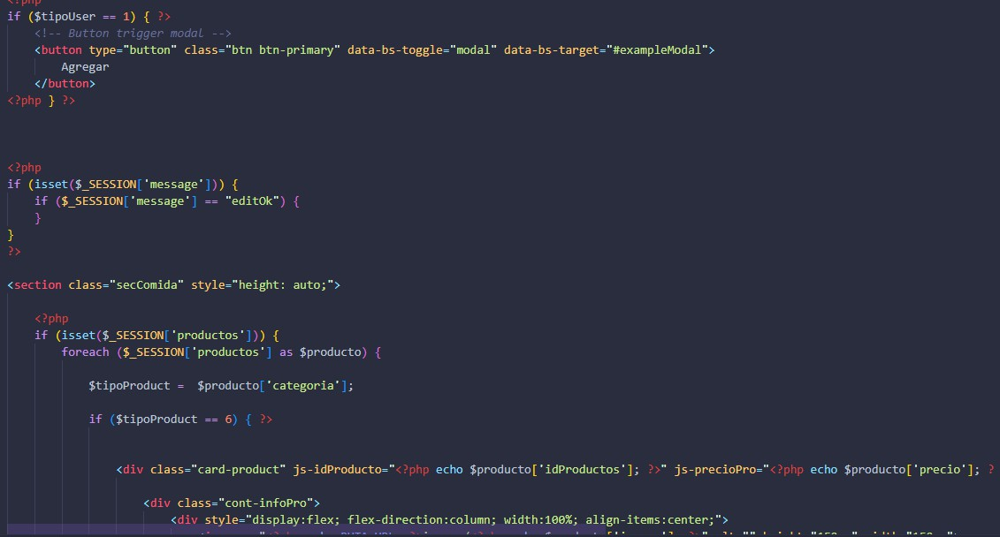 <?php
if ($tipoUser == 1) { ?>
<!-- Button trigger modal -->
<button type="button" class="btn btn-primary" data-bs-toggle="modal" data-bs-target="#exampleModal">
Agregar
</button>
<?php } ?>
<?php
if (isset($_SESSION['message'])) {
if ($_SESSION['message'] == "editOk") {
}
}
?>
<section class="secComida" style="height: auto;">
<?php
if (isset($_SESSION['productos'])) {
foreach ($_SESSION['productos'] as $producto) {
$tipoProduct =  $producto['categoria'];
if ($tipoProduct == 6) { ?>
<div class="card-product" js-idProducto="<?php echo $producto['idProductos']; ?>" js-precioPro="<?php echo $producto['precio']; ?
<div class="cont-infoPro">
<div style="display:flex; flex-direction:column; width:100%; align-items:center;">